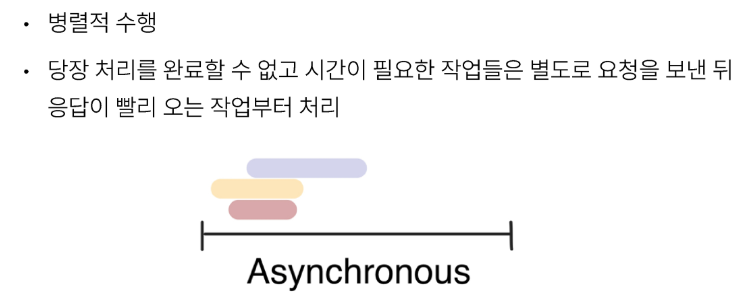 • 병렬적 수행
• 당장 처리를 완료할 수 없고 시간이 필요한 작업들은 별도로 요청을 보낸 뒤
응답이 빨리 오는 작업부터 처리
Asynchronous